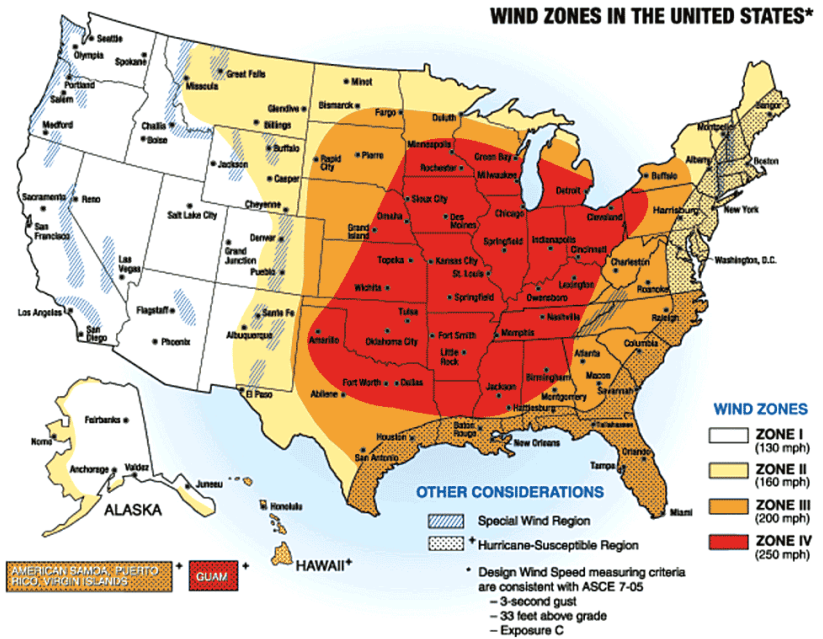 WIND ZONES IN THE UNITED STATES*
Seattle
Olympia
Spokane
Portland
Salem
Medford
Challis
Boise
Missoula
Great Falls
Glendive
Billings
Buffalo
Jackson
Casper
Cheyenne
Minot
Bismarck
Fargo
Duluth
Rapid
City
Pierre
Minneapolis
Rochester
Green Bay
Milwaukee
Detroit
Buffalo
Montpelier
Bangor
Albany
Boston
New York
Harrisburg
Washington, D.C.
Sacramento
Reno
San
Francisco
Salt Lake City
Las
Vegas
Grand
Junction
Denver
Pueblo
Sioux City
Omaha
Grand
Island
Des
Moines
Chicago
Cleveland
Springfield
Indianapolis
Cincinnati
Charleston
Roanoke
Topeka
Kansas City
St. Louis
Lexington
Wichita
Springfield
Owensboro
Nashville
Raleigh
Los Angeles
San
Diego
Flagstaff
Phoenix
Santa Fe
Albuquerque
El Paso
Amarillo
Tulsa
Oklahoma City
Fort Smith
Little
Rock
Memphis
Atlanta
Columbia
Macon
Savannah
Birmingham
Montgomery
Fort Worth
Dallas
Abilene
Jackson
Hattiesburg
Baton
Rouge
New Orleans
Houston
San Antonio
Tallahassee
Orlando
Tampa
Miami
Fairbanks
Nome
Anchorage
Valdez
Juneau
ALASKA
Honolulu
HAWAII+
AMERICAN SAMOA, PUERTO
RICO, VIRGIN ISLANDS
+
GUAM
+
WIND ZONES
ZONE I
(130 mph)
ZONE II
(160 mph)
ZONE III
(200 mph)
ZONE IV
(250 mph)
OTHER CONSIDERATIONS
Special Wind Region
+ Hurricane-Susceptible Region
* Design Wind Speed measuring criteria
are consistent with ASCE 7-05
– 3-second gust
– 33 feet above grade
– Exposure C